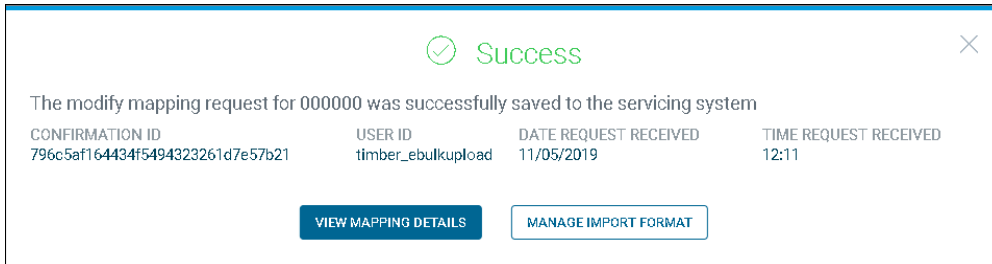 Success
The modify mapping request for 000000 was successfully saved to the servicing system
CONFIRMATION ID USER ID DATE REQUEST RECEIVED TIME REQUEST RECEIVED
796c5af164434f5494323261d7e57b21 timber_ebulkupload 11/05/2019 12:11
VIEW MAPPING DETAILS MANAGE IMPORT FORMAT